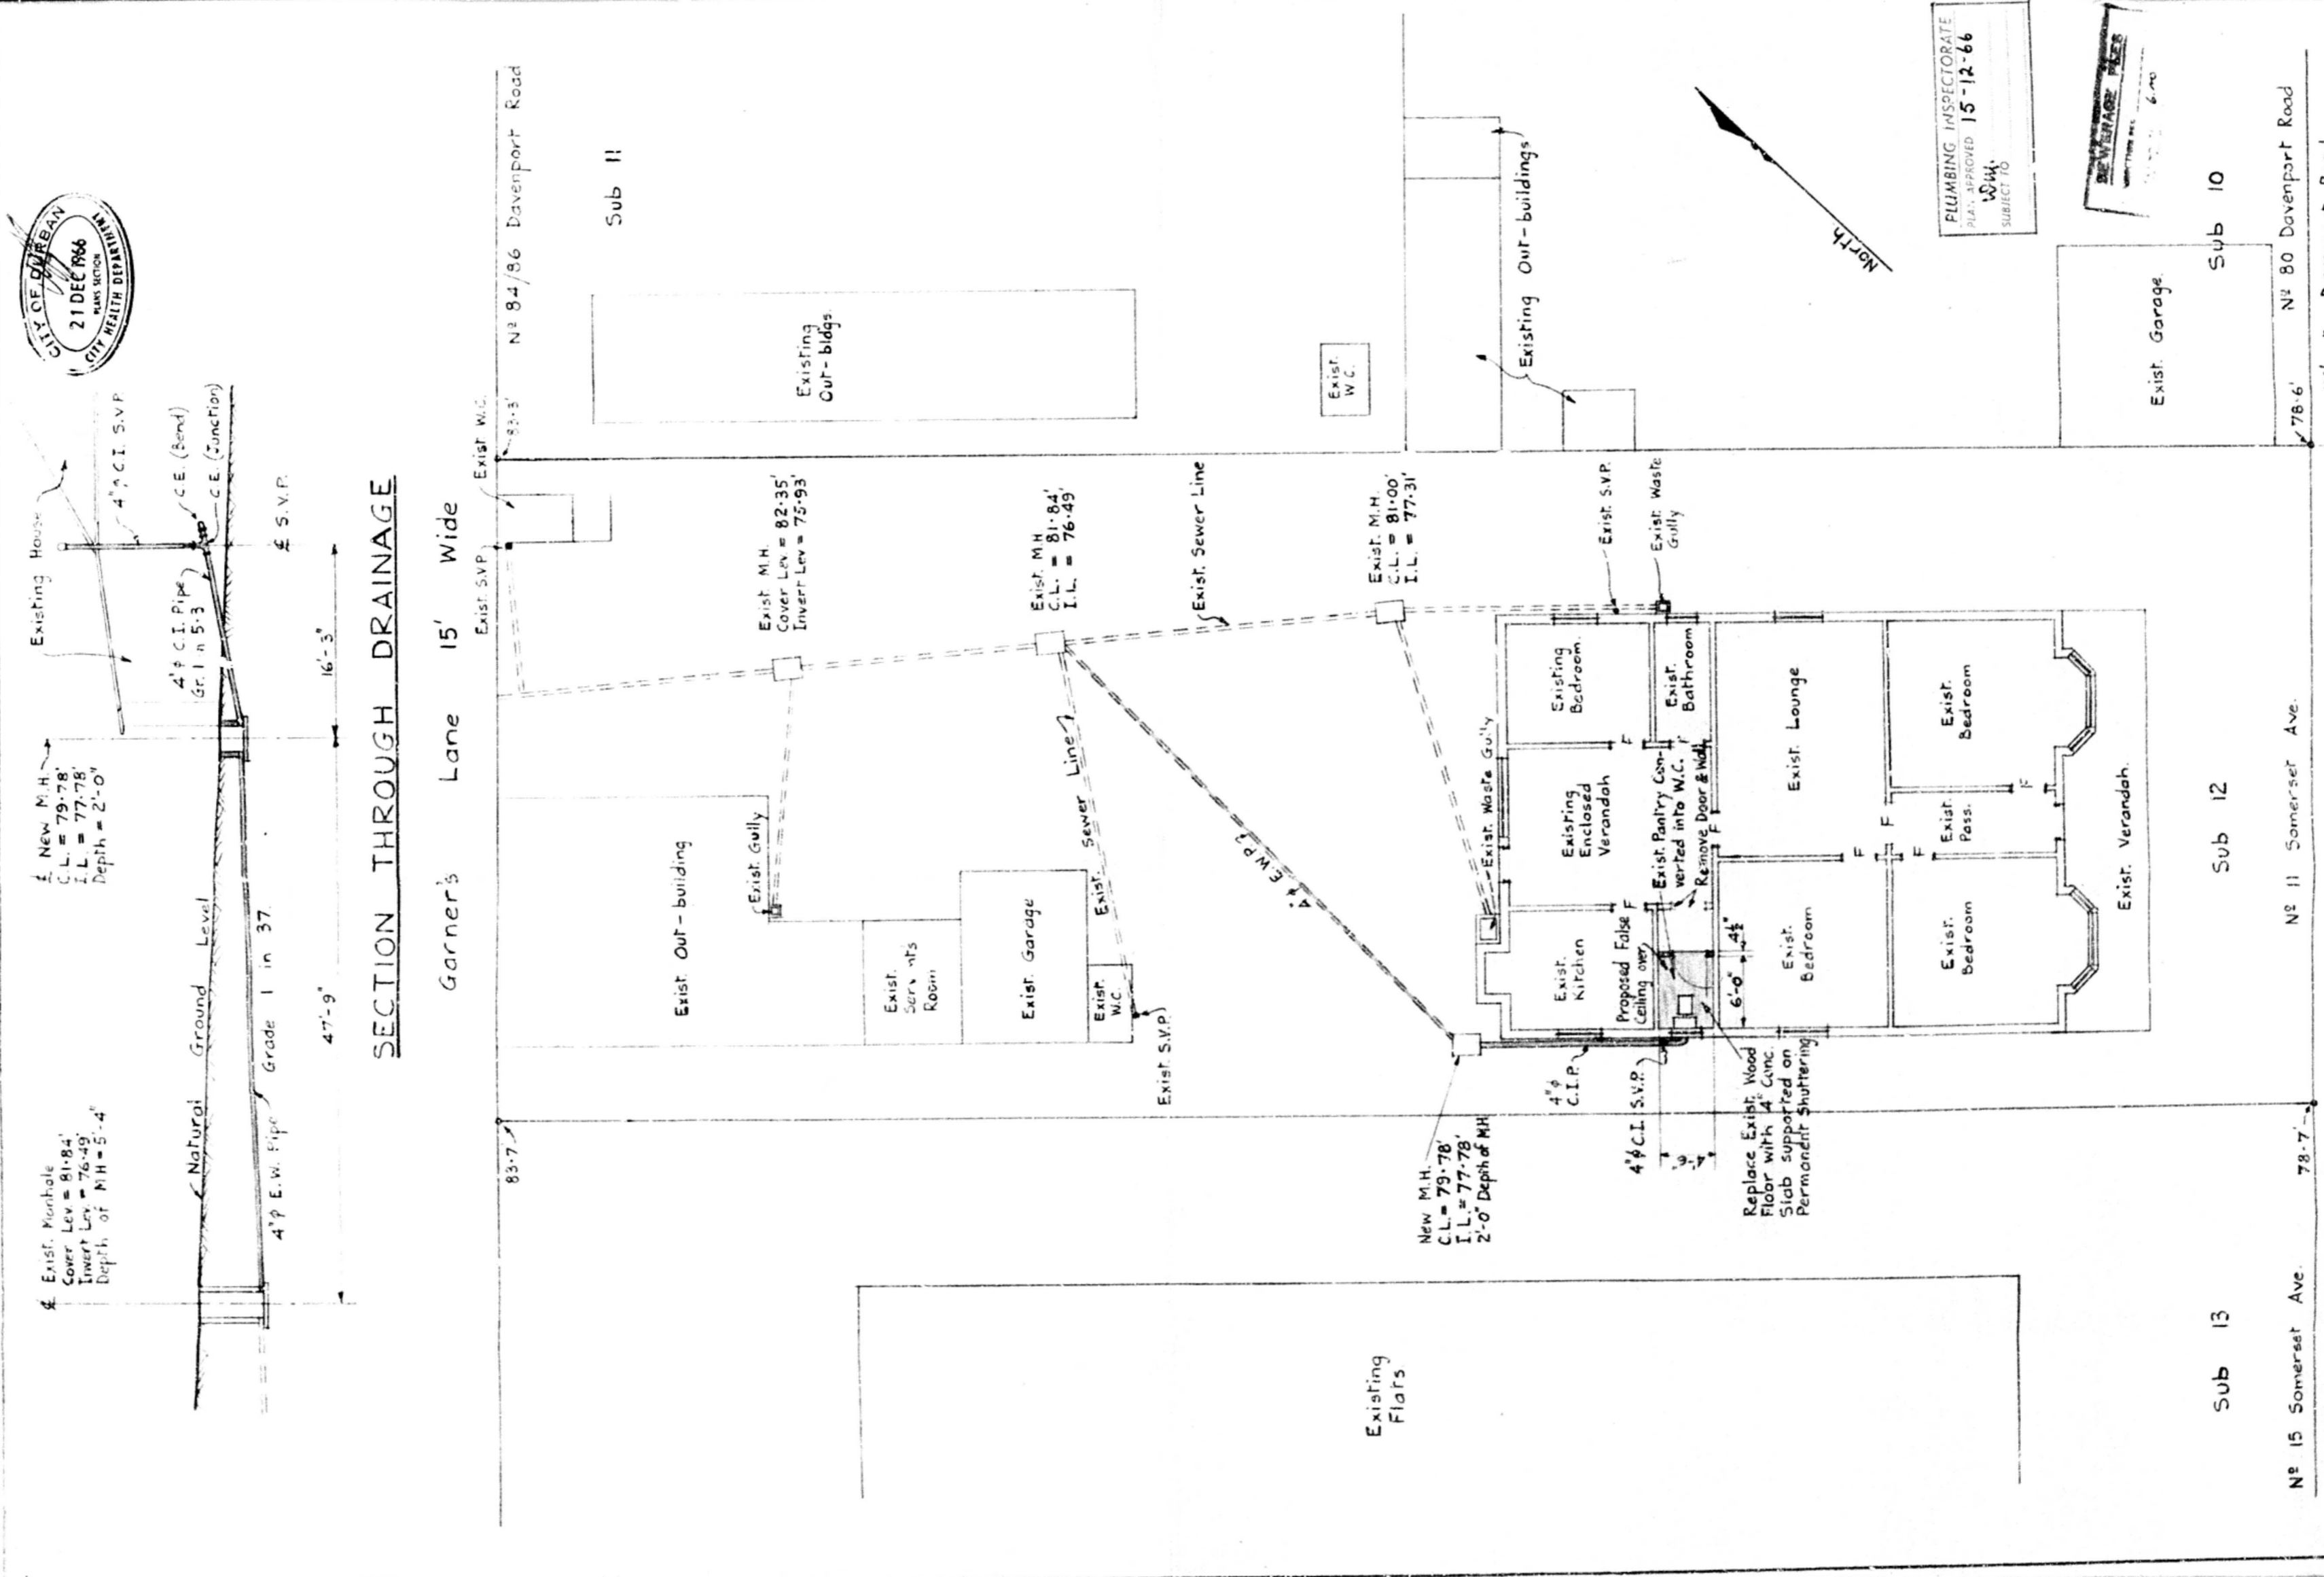 CITY OF DURBAN
21 DEC 1966
PLANS SECTION
CITY HEALTH DEPARTMENT
Existing House
4"φ C.I. S.V.P.
C.E. (Bend)
C.E. (Junction)
4"φ C.I. Pipe
Gr. 1 in 5·3
℄ S.V.P.
16'-3"
℄ New M.H.
C.L. = 79·78'
I.L. = 77·78'
Depth = 2'-0"
Natural Ground Level
Grade 1 in 37.
4"φ E.W. Pipe
47'-9"
℄ Exist. Manhole
Cover Lev. = 81·84'
Invert Lev. = 76·49'
Depth of MH = 5'-4"
SECTION THROUGH DRAINAGE
Garner's Lane 15' Wide
Nº 84/86 Davenport Road
Sub 11
83·3'
Exist W.C.
Exist. S.V.P.
Existing
Out-bldgs.
Exist.
W.C.
Existing Out-buildings
North
PLUMBING INSPECTORATE
PLAN APPROVED 15-12-66
SUBJECT TO
SEWERAGE FEES
Exist. Garage.
Sub 10
Nº 80 Davenport Road
78·6'
Exist M.H.
Cover Lev. = 82·35'
Invert Lev = 75·93'
Exist. M.H
C.L. = 81·84'
I.L. = 76·49'
Exist. Sewer Line
Exist. M.H.
C.L. = 81·00'
I.L. = 77·31'
Exist. S.V.P.
Exist. Waste
Gully
Exist. Out-building
Exist. Gully
Exist.
Servants
Room
Exist. Garage
Exist.
W.C.
Exist. Sewer Line
Exist. S.V.P.
4"φ E.W.P.
Exist. Waste Gully
Existing
Bedroom.
Exist.
Bathroom
Existing
Enclosed
Verandah
Exist. Pantry Con-
verted into W.C.
Remove Door & Wall
Exist.
Kitchen
Proposed False
Ceiling over
4½"
6'-0"
Exist. Lounge
Exist.
Bedroom
Exist.
Bedroom
Exist.
Pass.
Exist.
Bedroom
F
F
F
F
F
F
F
F
Exist. Verandah.
83·7'
New M.H.
C.L. = 79·78'
I.L. = 77·78'
2'-0" Depth of MH
4"φ
C.I.P.
4"φ C.I. S.V.P.
Replace Exist. Wood
Floor with 4" Conc.
Slab supported on
Permanent Shuttering
Sub 12
Nº 11 Somerset Ave.
78·7'
Existing
Flats
Sub 13
Nº 15 Somerset Ave.